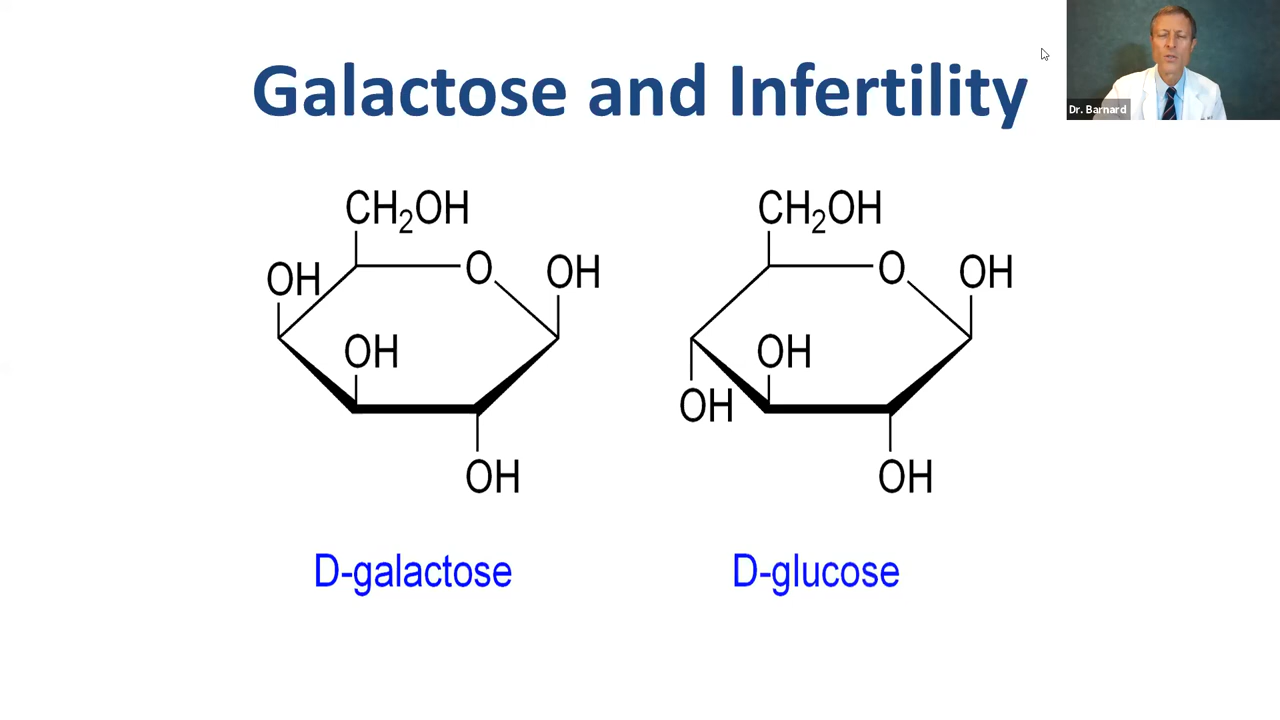 Galactose and Infertility
Dr. Barnard
CH₂OH
OH
O
OH
OH
OH
D-galactose
CH₂OH
O
OH
OH
OH
OH
D-glucose